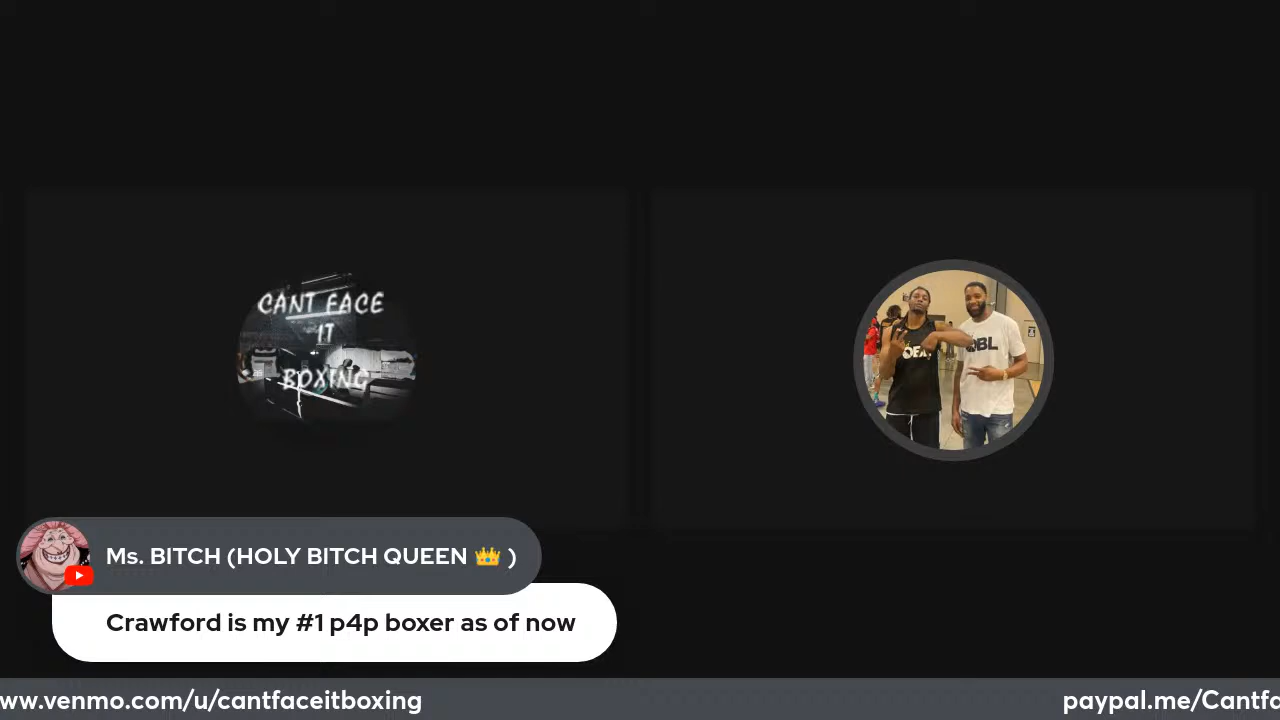 CANT FACE
IT
BOXING
QBL
Ms. BITCH (HOLY BITCH QUEEN 👑 )
Crawford is my #1 p4p boxer as of now
ww.venmo.com/u/cantfaceitboxing
paypal.me/Cantfa